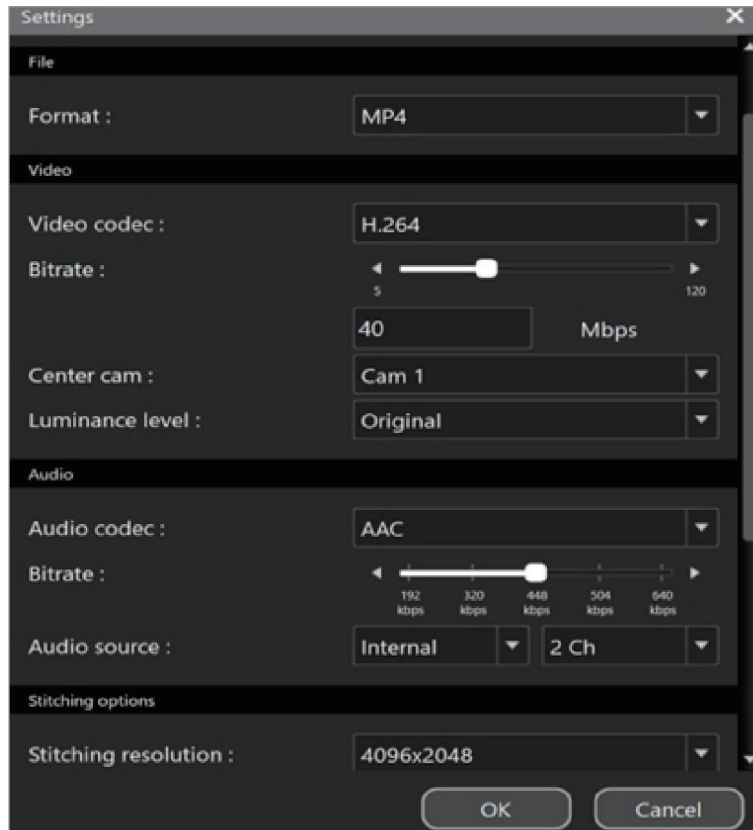 Settings
File
Format : MP4
Video
Video codec : H.264
Bitrate :
5 120
40 Mbps
Center cam : Cam 1
Luminance level : Original
Audio
Audio codec : AAC
Bitrate :
192 320 448 504 640
kbps kbps kbps kbps kbps
Audio source : Internal 2 Ch
Stitching options
Stitching resolution : 4096x2048
OK Cancel